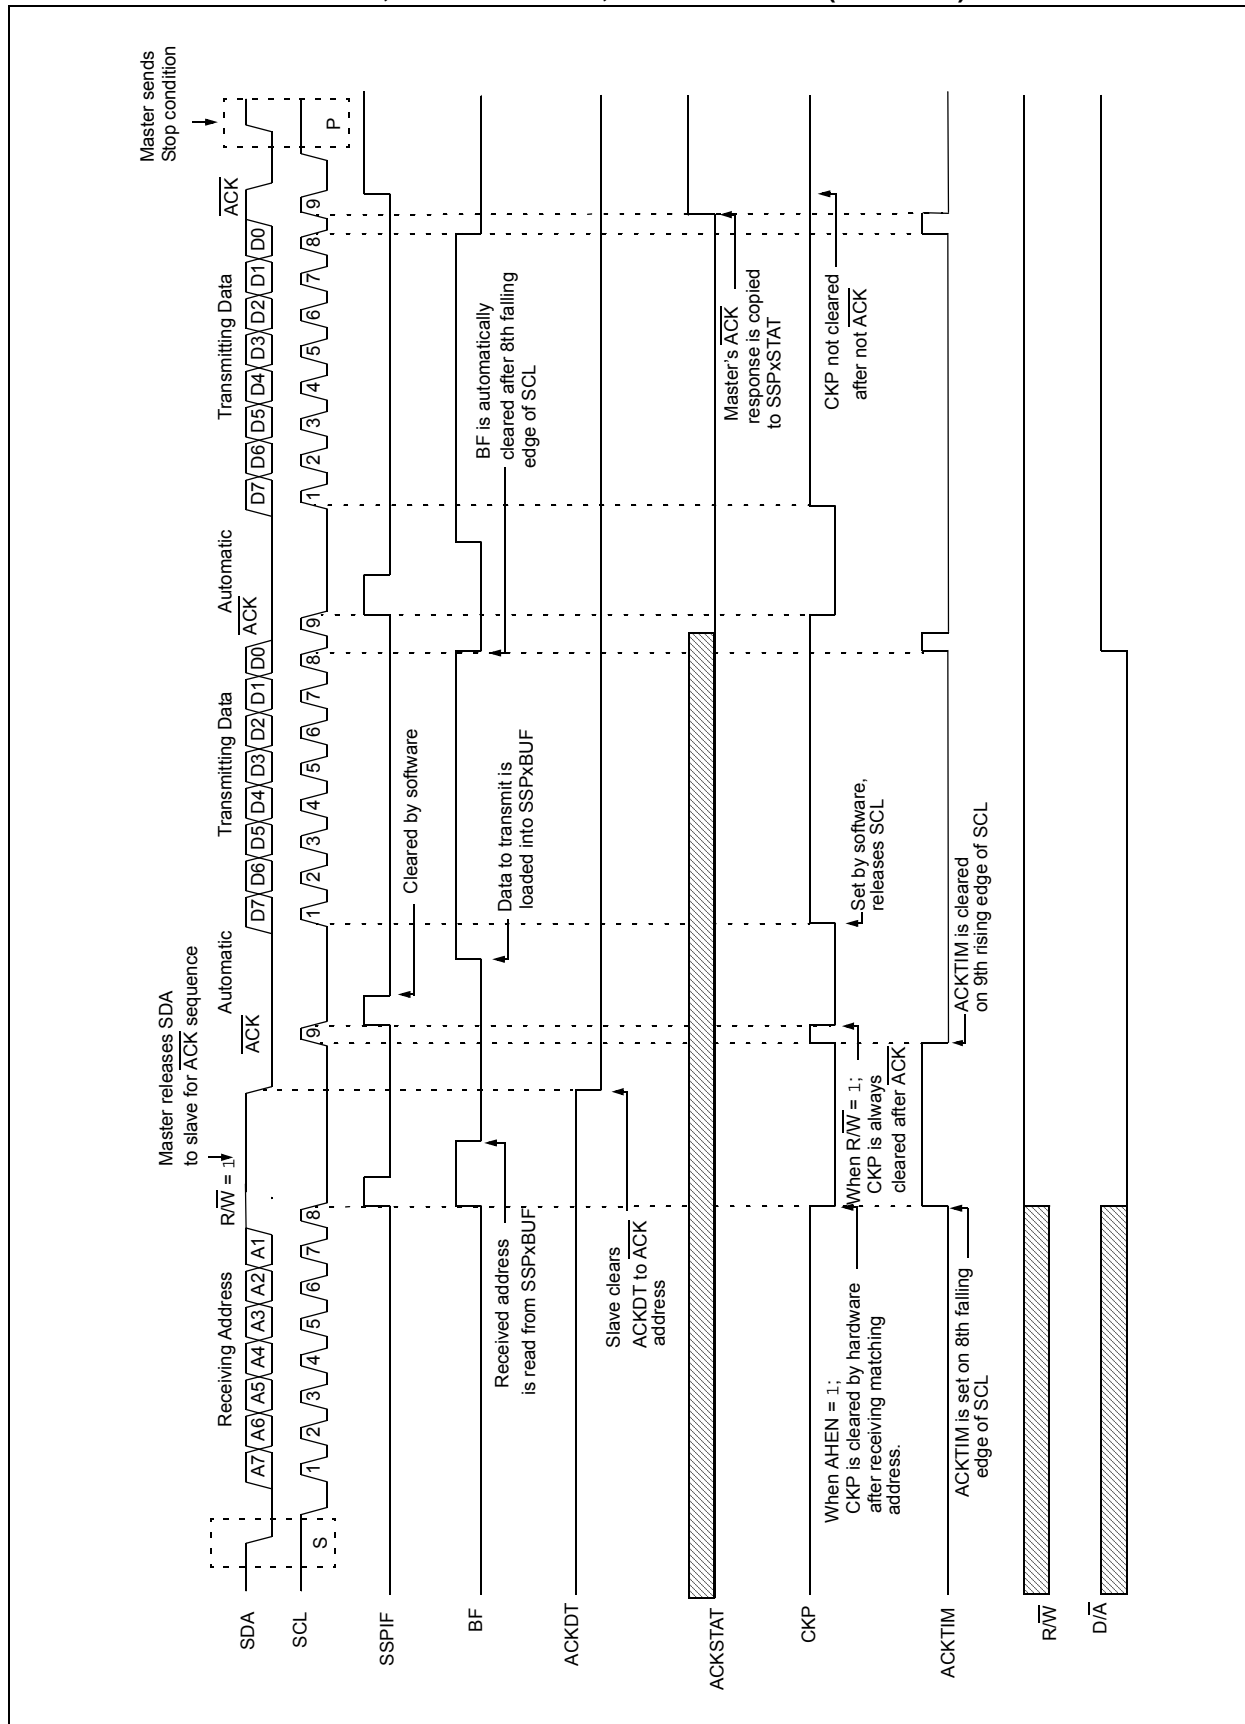 Master releases SDA
to slave for ACK sequence
Master sends
Stop condition
Receiving Address
R/W = 1
Automatic
ACK
Transmitting Data
Automatic
ACK
Transmitting Data
ACK
SDA
A7 A6 A5 A4 A3 A2 A1
D7 D6 D5 D4 D3 D2 D1 D0
D7 D6 D5 D4 D3 D2 D1 D0
SCL
S
1 2 3 4 5 6 7 8 9
1 2 3 4 5 6 7 8 9
1 2 3 4 5 6 7 8 9
P
SSPIF
Cleared by software
BF
Received address
is read from SSPxBUF
Data to transmit is
loaded into SSPxBUF
BF is automatically
cleared after 8th falling
edge of SCL
ACKDT
Slave clears
ACKDT to ACK
address
ACKSTAT
Master's ACK
response is copied
to SSPxSTAT
CKP
When AHEN = 1;
CKP is cleared by hardware
after receiving matching
address.
When R/W = 1;
CKP is always
cleared after ACK
Set by software,
releases SCL
CKP not cleared
after not ACK
ACKTIM
ACKTIM is set on 8th falling
edge of SCL
ACKTIM is cleared
on 9th rising edge of SCL
R/W
D/A